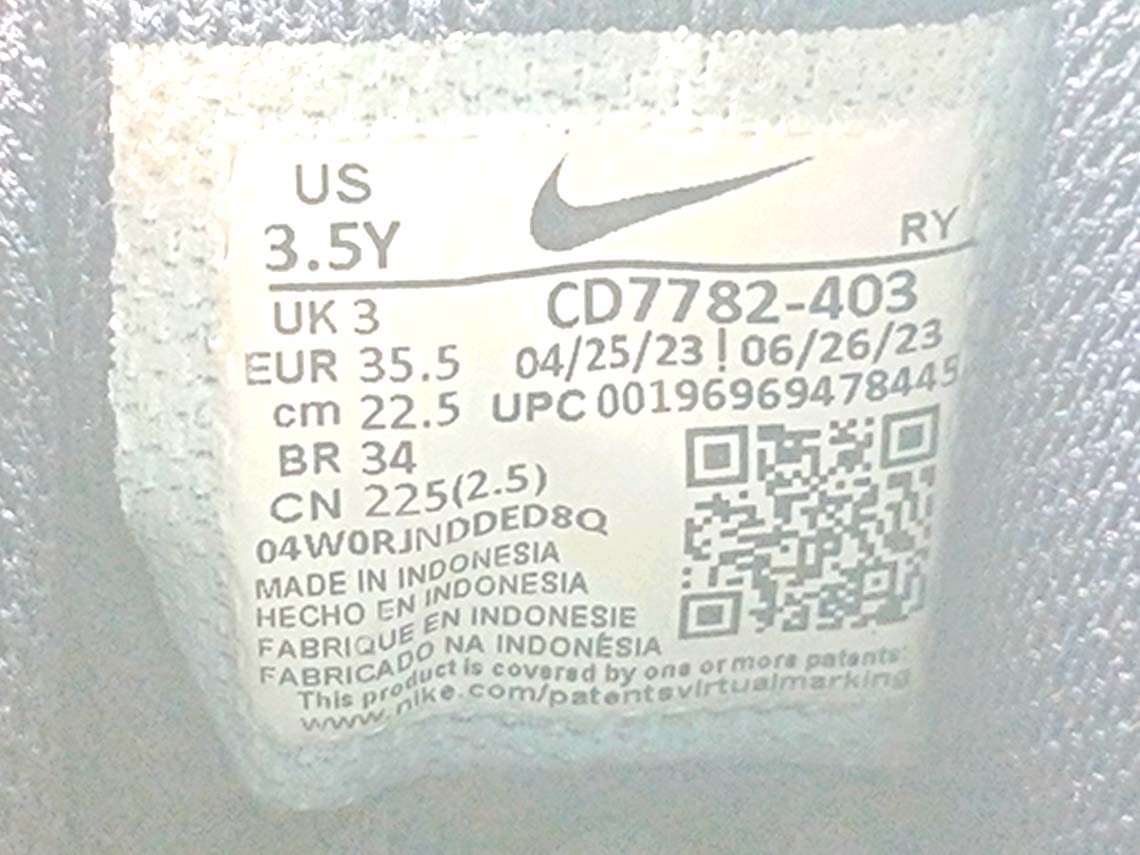 US
3.5Y
RY
UK 3
CD7782-403
EUR 35.5
04/25/23 ! 06/26/23
cm 22.5
UPC 00196969478445
BR 34
CN 225(2.5)
04W0RJNDDED8Q
MADE IN INDONESIA
HECHO EN INDONESIA
FABRIQUE EN INDONESIE
FABRICADO NA INDONÉSIA
This product is covered by one or more patents:
www.nike.com/patentsvirtualmarking